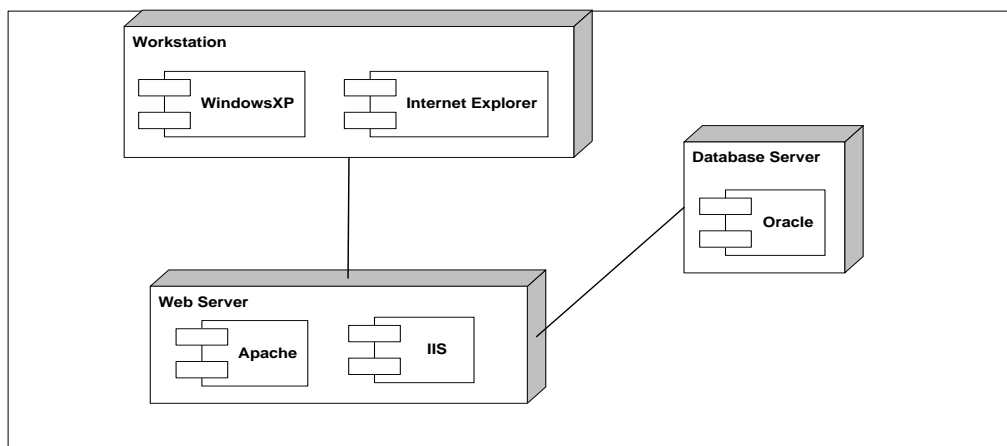 Workstation
WindowsXP
Internet Explorer
Database Server
Oracle
Web Server
Apache
IIS